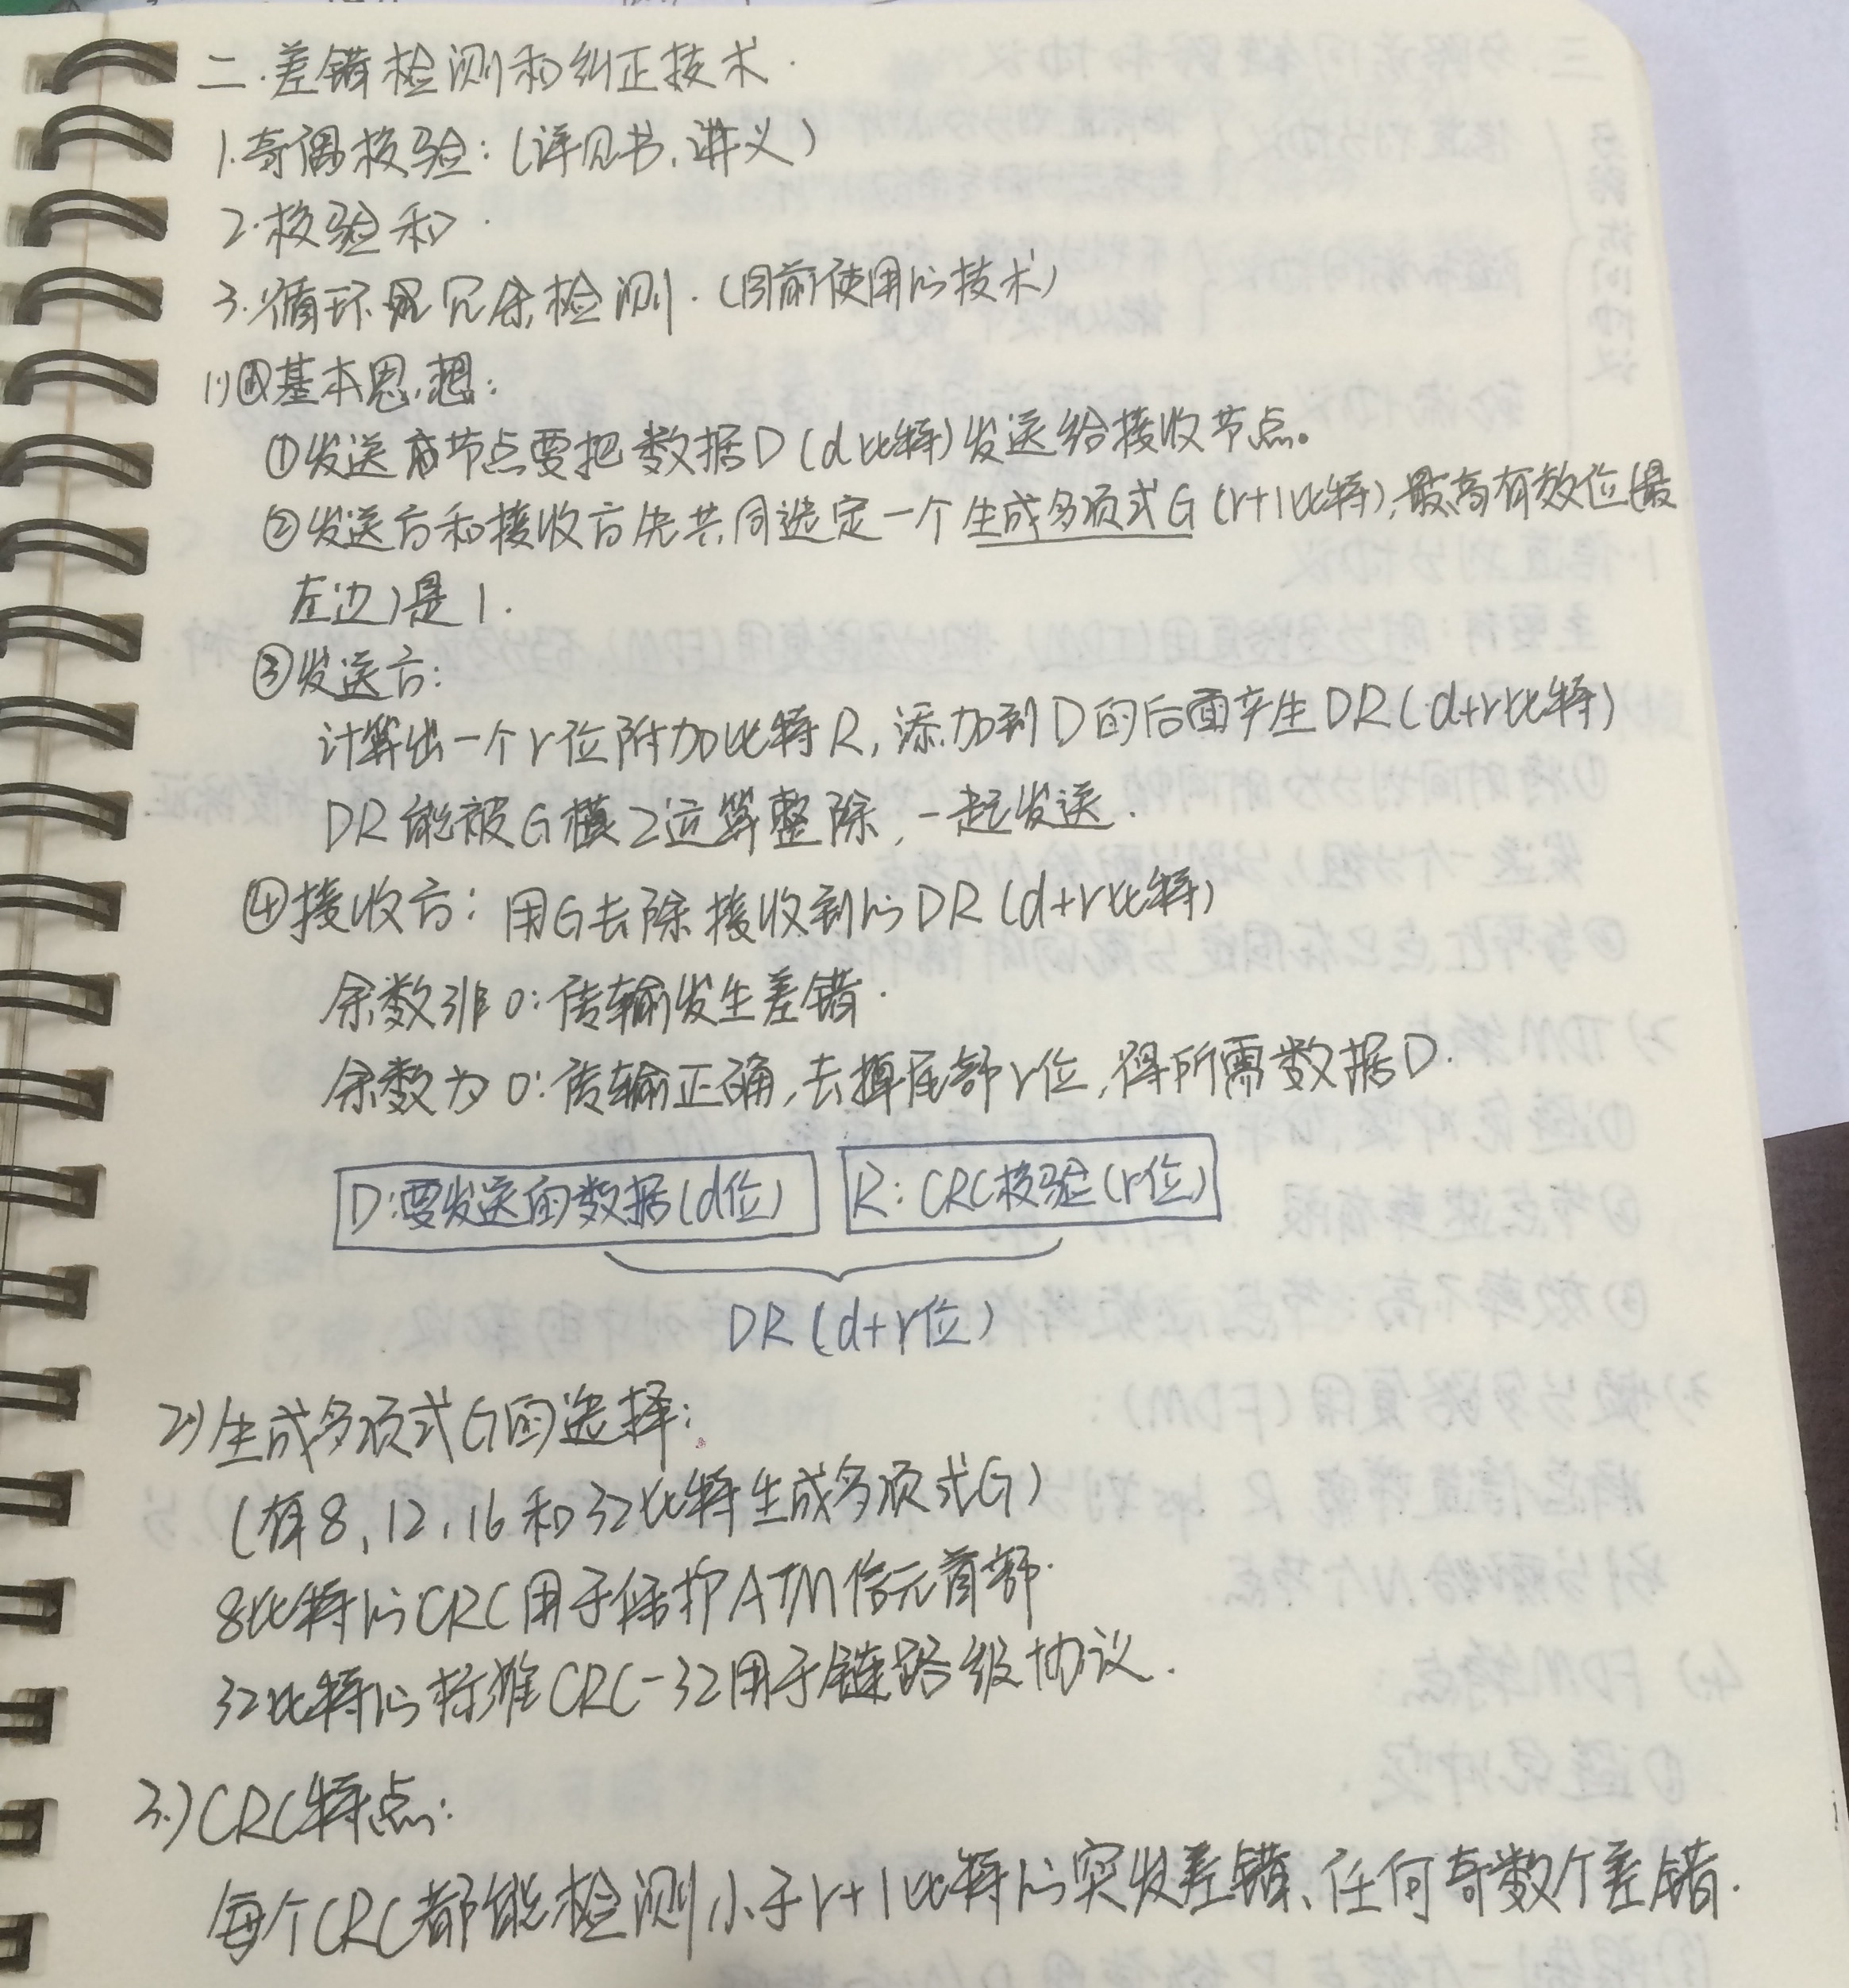 二.差错检测和纠正技术.
1.奇偶校验:(详见书、讲义)
2.校验和.
3.循环冗余检测.(目前使用的技术)
1)基本思想:
①发送节点要把数据D(d比特)发送给接收节点。
②发送方和接收方先共同选定一个生成多项式G(r+1比特),最高有效位(最
左边)是1.
③发送方:
计算出一个r位附加比特R,添加到D的后面产生DR(d+r比特)
DR能被G模2运算整除,一起发送.
④接收方:用G去除接收到的DR(d+r比特)
余数非0:传输发生差错.
余数为0:传输正确,去掉尾部r位,得所需数据D.
D:要发送的数据(d位) R:CRC校验(r位)
DR(d+r位)
2)生成多项式G的选择:
(有8、12、16和32比特生成多项式G)
8比特的CRC用于保护ATM信元首部.
32比特的标准CRC-32用于链路级协议.
3.)CRC特点:
每个CRC都能检测小于r+1比特的突发差错、任何奇数个差错.